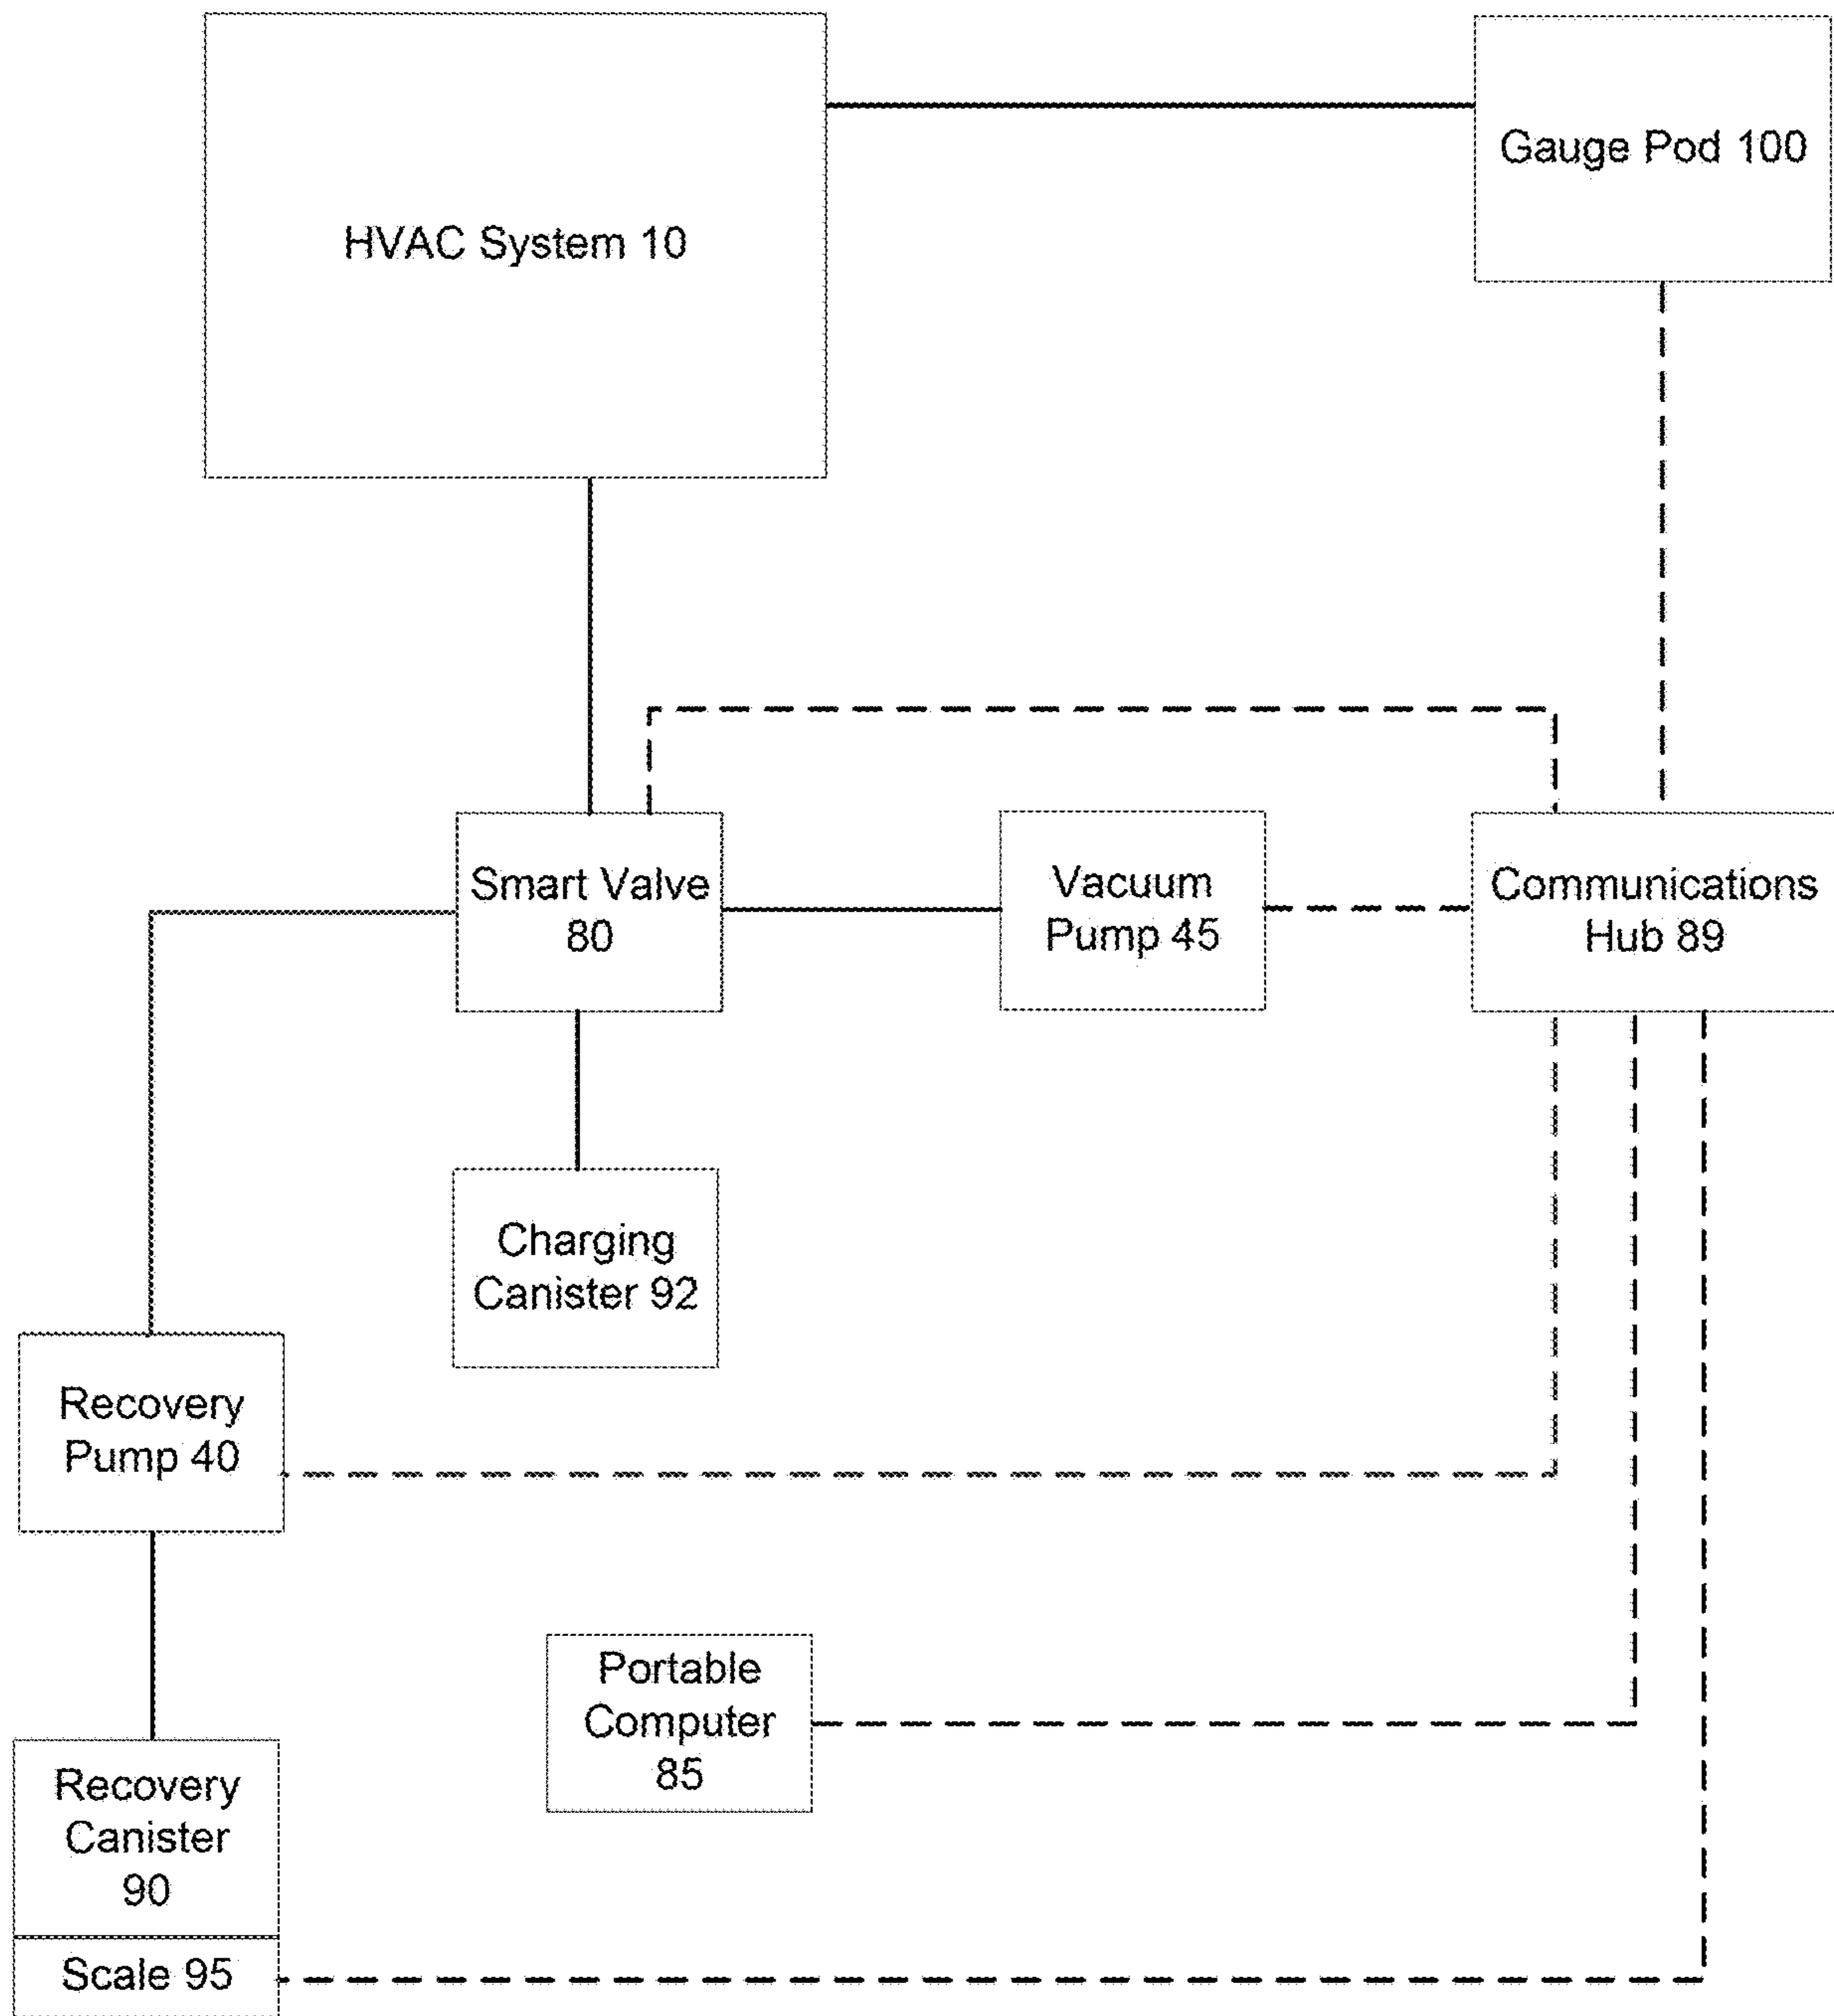 HVAC System 10
Gauge Pod 100
Smart Valve
80
Vacuum
Pump 45
Communications
Hub 89
Charging
Canister 92
Recovery
Pump 40
Portable
Computer
85
Recovery
Canister
90
Scale 95